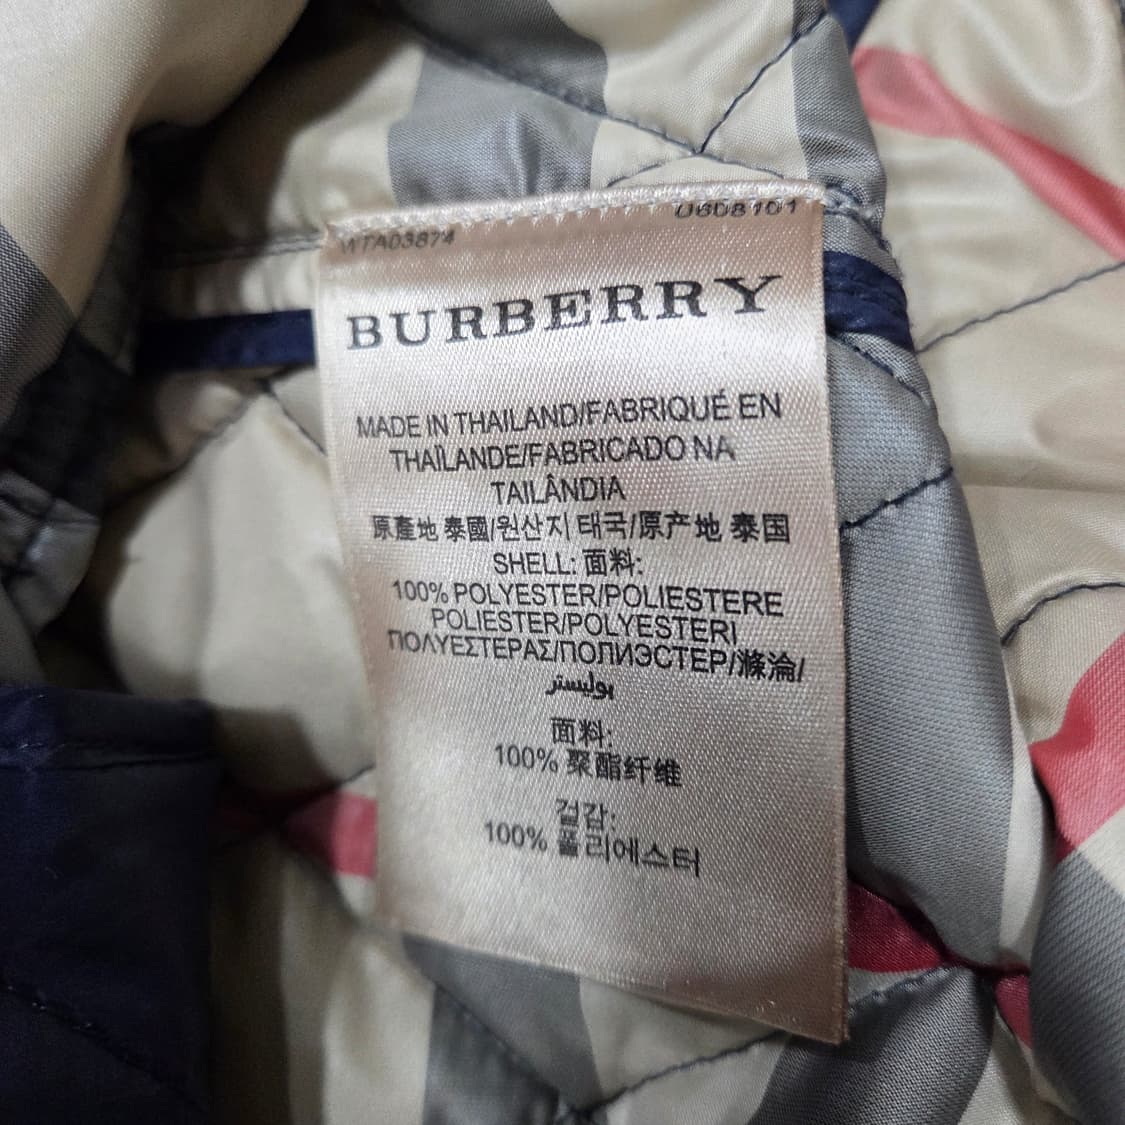 WTA03874
U6D8101
BURBERRY
MADE IN THAILAND/FABRIQUÉ EN
THAÏLANDE/FABRICADO NA
TAILÂNDIA
原產地 泰國/원산지 태국/原产地 泰国
SHELL: 面料:
100% POLYESTER/POLIESTERE
POLIESTER/POLYESTERI
ΠΟΛΥΕΣΤΕΡΑΣ/ПОЛИЭСТЕР/滌淪/
بوليستر
面料:
100% 聚酯纤维
겉감:
100% 폴리에스터